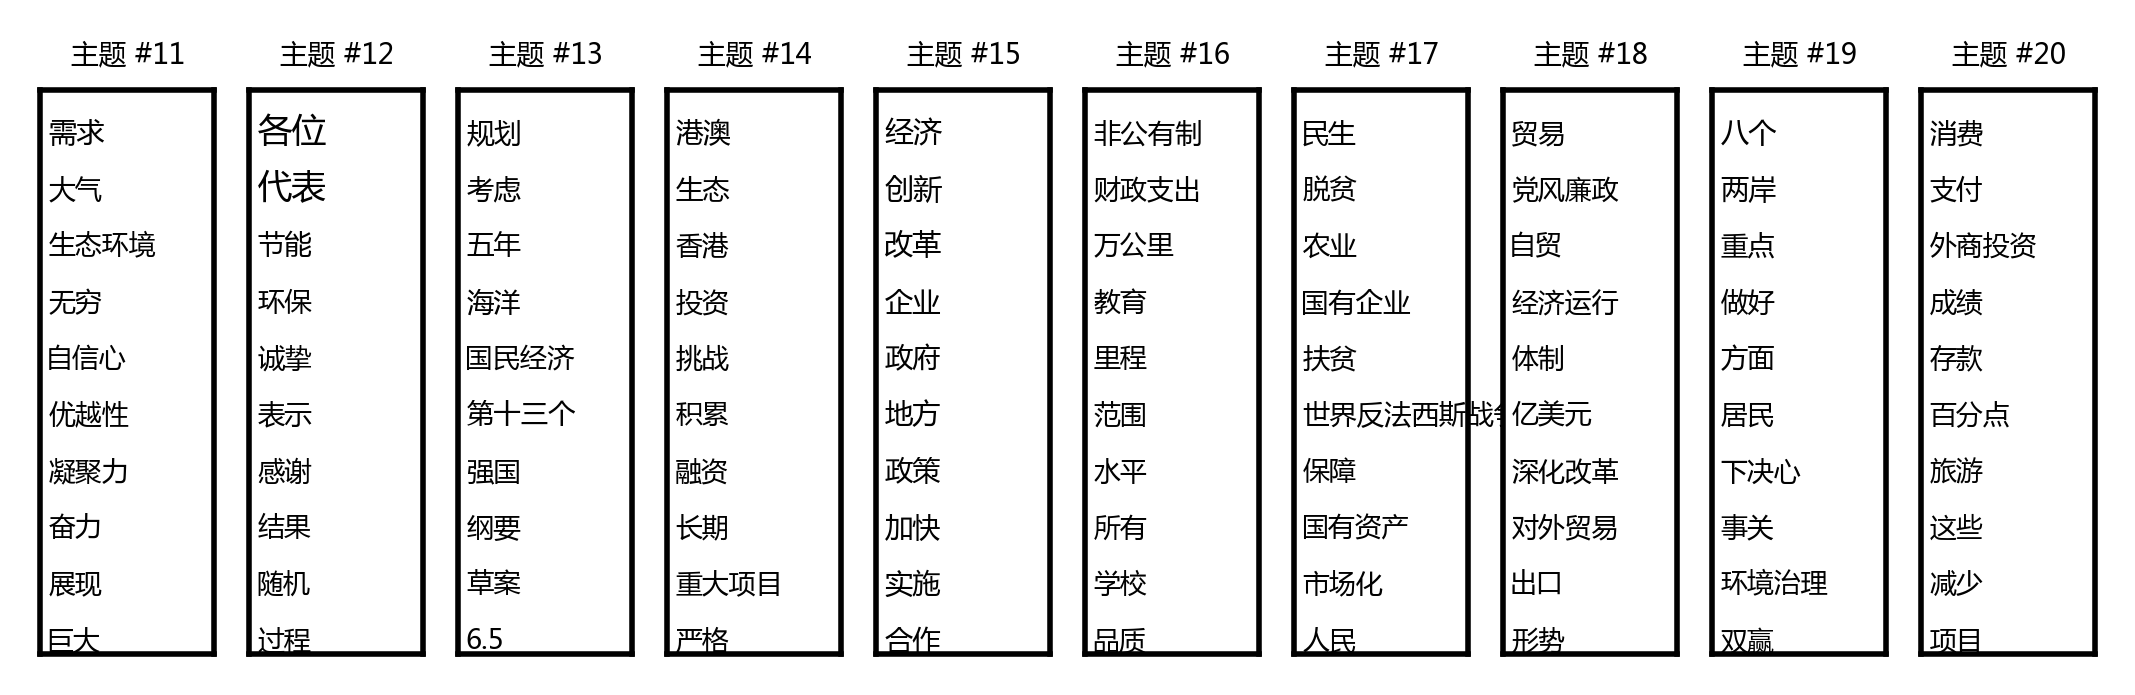 主题 #11
需求
大气
生态环境
无穷
自信心
优越性
凝聚力
奋力
展现
巨大
主题 #12
各位
代表
节能
环保
诚挚
表示
感谢
结果
随机
过程
主题 #13
规划
考虑
五年
海洋
国民经济
第十三个
强国
纲要
草案
6.5
主题 #14
港澳
生态
香港
投资
挑战
积累
融资
长期
重大项目
严格
主题 #15
经济
创新
改革
企业
政府
地方
政策
加快
实施
合作
主题 #16
非公有制
财政支出
万公里
教育
里程
范围
水平
所有
学校
品质
主题 #17
民生
脱贫
农业
国有企业
扶贫
世界反法西斯战
保障
国有资产
市场化
人民
主题 #18
贸易
党风廉政
自贸
经济运行
体制
亿美元
深化改革
对外贸易
出口
形势
主题 #19
八个
两岸
重点
做好
方面
居民
下决心
事关
环境治理
双赢
主题 #20
消费
支付
外商投资
成绩
存款
百分点
旅游
这些
减少
项目